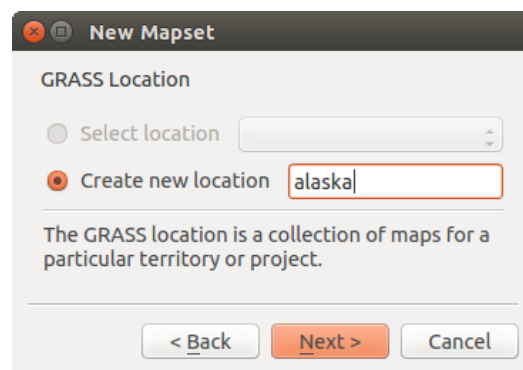 New Mapset
GRASS Location
Select location
Create new location alaska
The GRASS location is a collection of maps for a
particular territory or project.
< Back Next > Cancel